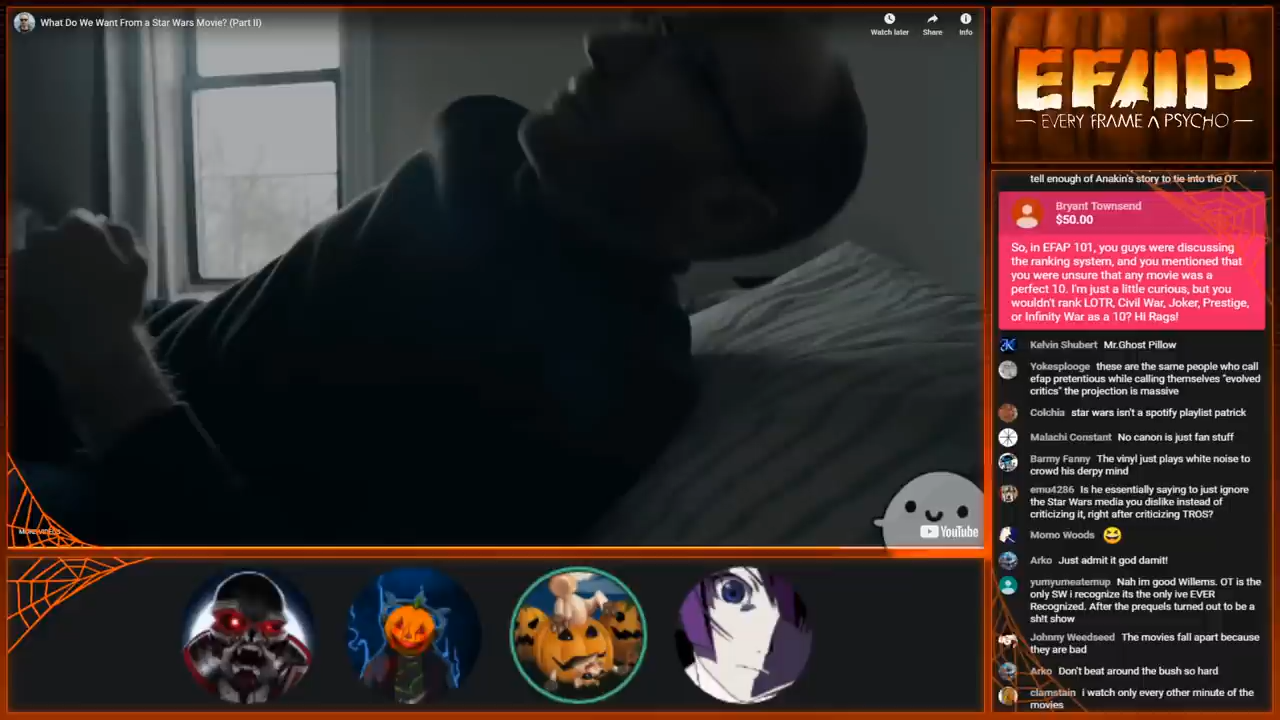 What Do We Want From a Star Wars Movie? (Part II)
Watch later
Share
Info
MORE VIDEOS
YouTube
EFAP
EVERY FRAME A PSYCHO
tell enough of Anakin's story to tie into the OT
Bryant Townsend
$50.00
So, in EFAP 101, you guys were discussing
the ranking system, and you mentioned that
you were unsure that any movie was a
perfect 10. I'm just a little curious, but you
wouldn't rank LOTR, Civil War, Joker, Prestige,
or Infinity War as a 10? Hi Rags!
Kelvin Shubert Mr.Ghost Pillow
Yokesplooge these are the same people who call
efap pretentious while calling themselves "evolved
critics" the projection is massive
Colchia star wars isn't a spotify playlist patrick
Malachi Constant No canon is just fan stuff
Barmy Fanny The vinyl just plays white noise to
crowd his derpy mind
emu4286 Is he essentially saying to just ignore
the Star Wars media you dislike instead of
criticizing it, right after criticizing TROS?
Momo Woods 😆
Arko Just admit it god damit!
yumyumeatemup Nah im good Willems. OT is the
only SW i recognize its the only ive EVER
Recognized. After the prequels turned out to be a
sh!t show
Johnny Weedseed The movies fall apart because
they are bad
Arko Don't beat around the bush so hard
clamstain i watch only every other minute of the
movies